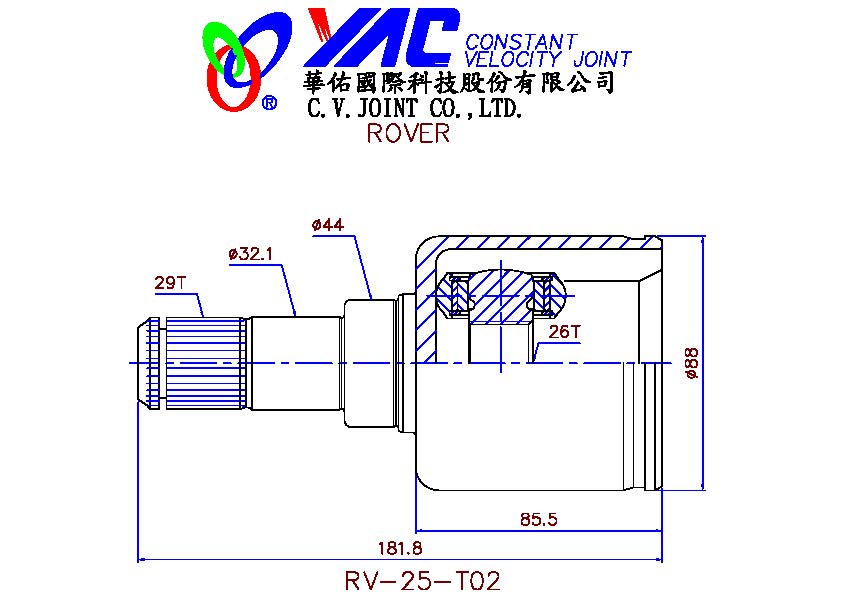 YAC CONSTANT
VELOCITY JOINT
®
華佑國際科技股份有限公司
C.V.JOINT CO.,LTD.
ROVER
ø44
ø32.1
29T
26T
ø88
85.5
181.8
RV-25-T02